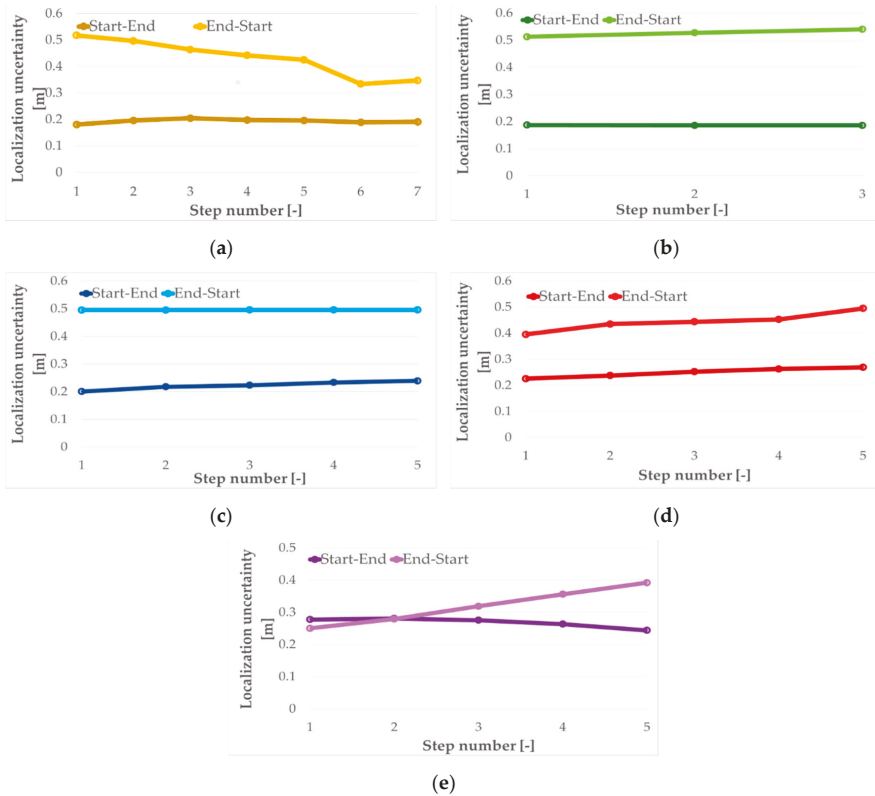 Localization uncertainty
[m]
0.6
0.5
0.4
0.3
0.2
0.1
0
Start-End End-Start
1 2 3 4 5 6 7
Step number [-]
(a)
Localization uncertainty
[m]
0.6
0.5
0.4
0.3
0.2
0.1
0
Start-End End-Start
1 2 3
Step number [-]
(b)
Localization uncertainty
[m]
0.6
0.5
0.4
0.3
0.2
0.1
0
Start-End End-Start
1 2 3 4 5
Step number [-]
(c)
Localization uncertainty
[m]
0.6
0.5
0.4
0.3
0.2
0.1
0
Start-End End-Start
1 2 3 4 5
Step number [-]
(d)
Localization uncertainty
[m]
0.5
0.4
0.3
0.2
0.1
0
Start-End End-Start
1 2 3 4 5
Step number [-]
(e)